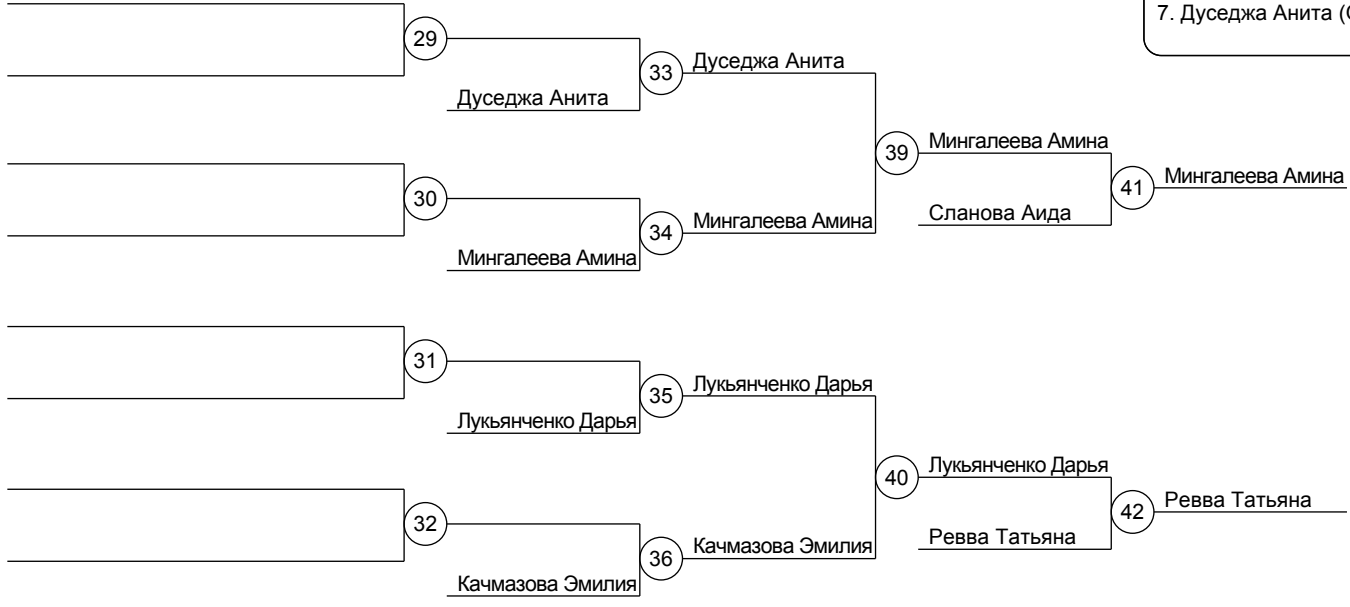 7. Дуседжа Анита (
29
Дуседжа Анита
33
Дуседжа Анита
39
Мингалеева Амина
41
Мингалеева Амина
30
Мингалеева Амина
34
Мингалеева Амина
Сланова Аида
31
Лукьянченко Дарья
35
Лукьянченко Дарья
40
Лукьянченко Дарья
42
Ревва Татьяна
32
Качмазова Эмилия
36
Качмазова Эмилия
Ревва Татьяна